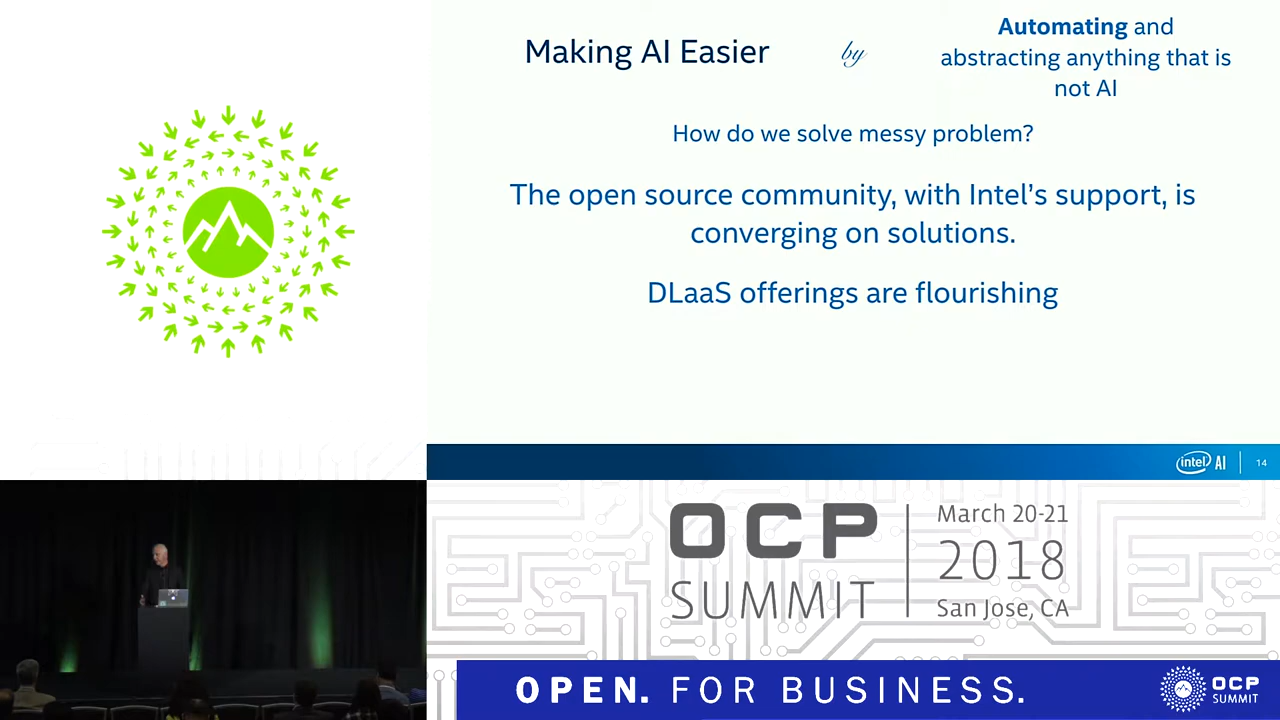 Making AI Easier
by
Automating and
abstracting anything that is
not AI
How do we solve messy problem?
The open source community, with Intel's support, is
converging on solutions.
DLaaS offerings are flourishing
intel AI
14
OCP
SUMMIT
March 20-21
2018
San Jose, CA
OPEN. FOR BUSINESS.
OCP
SUMMIT